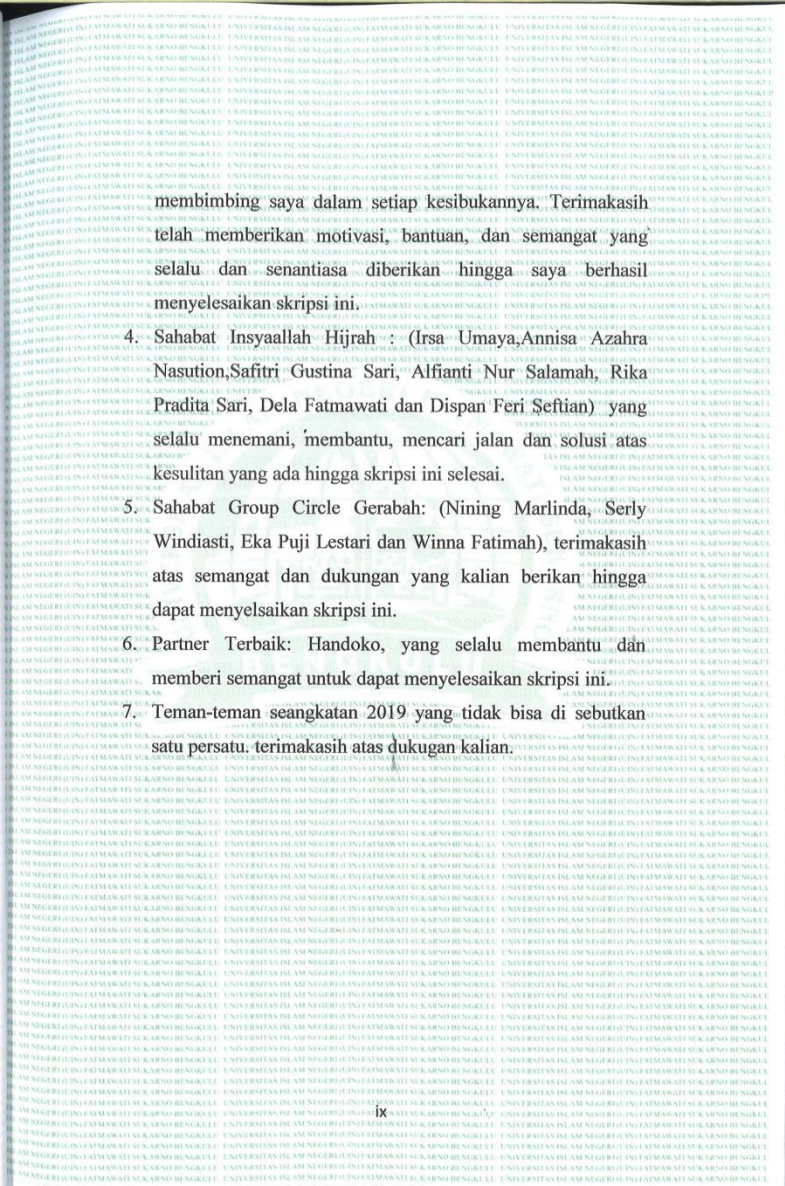 membimbing saya dalam setiap kesibukannya. Terimakasih
telah memberikan motivasi, bantuan, dan semangat yang
selalu dan senantiasa diberikan hingga saya berhasil
menyelesaikan skripsi ini.
4. Sahabat Insyaallah Hijrah : (Irsa Umaya,Annisa Azahra
Nasution,Safitri Gustina Sari, Alfianti Nur Salamah, Rika
Pradita Sari, Dela Fatmawati dan Dispan Feri Seftian) yang
selalu menemani, membantu, mencari jalan dan solusi atas
kesulitan yang ada hingga skripsi ini selesai.
5. Sahabat Group Circle Gerabah: (Nining Marlinda, Serly
Windiasti, Eka Puji Lestari dan Winna Fatimah), terimakasih
atas semangat dan dukungan yang kalian berikan hingga
dapat menyelsaikan skripsi ini.
6. Partner Terbaik: Handoko, yang selalu membantu dan
memberi semangat untuk dapat menyelesaikan skripsi ini.
7. Teman-teman seangkatan 2019 yang tidak bisa di sebutkan
satu persatu. terimakasih atas dukugan kalian.
ix